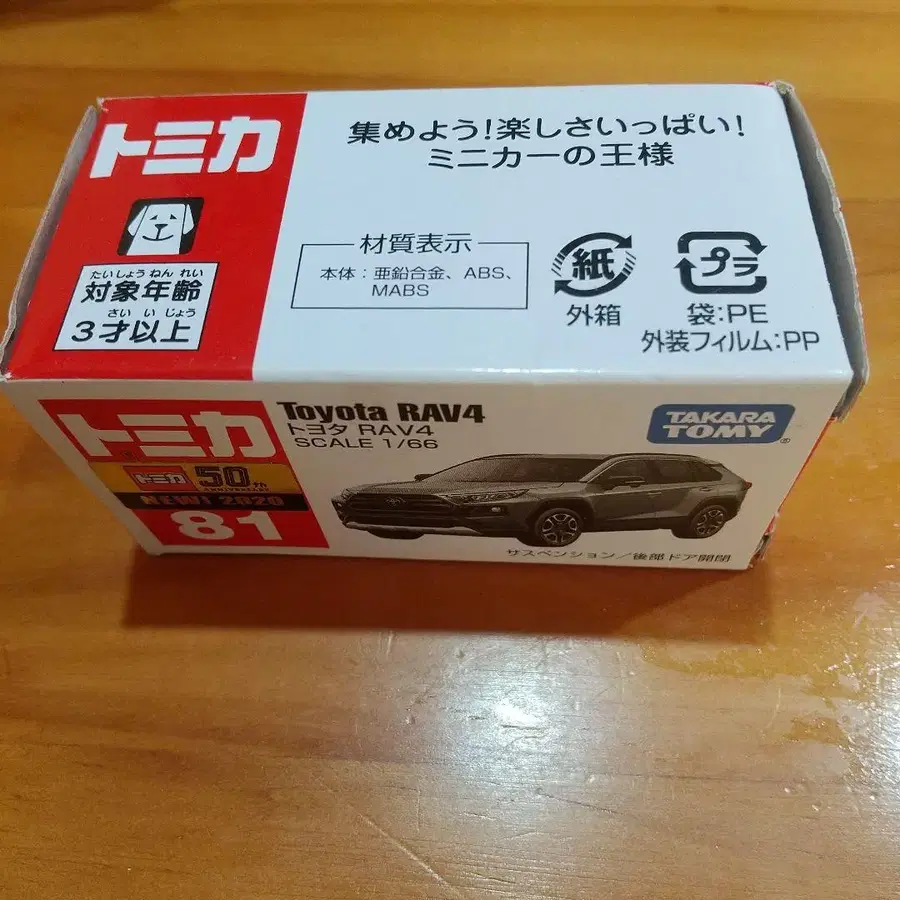 トミカ
集めよう!楽しさいっぱい!
ミニカーの王様
たいしょうねんれい
対象年齢
さいいじょう
3才以上
材質表示
本体:亜鉛合金、ABS、
MABS
紙
外箱
プラ
袋:PE
外装フィルム:PP
トミカ
トミカ 50th
ANNIVERSARY
NEW! 2020
81
Toyota RAV4
トヨタ RAV4
SCALE 1/66
TAKARA
TOMY
®
サスペンション/後部ドア開閉